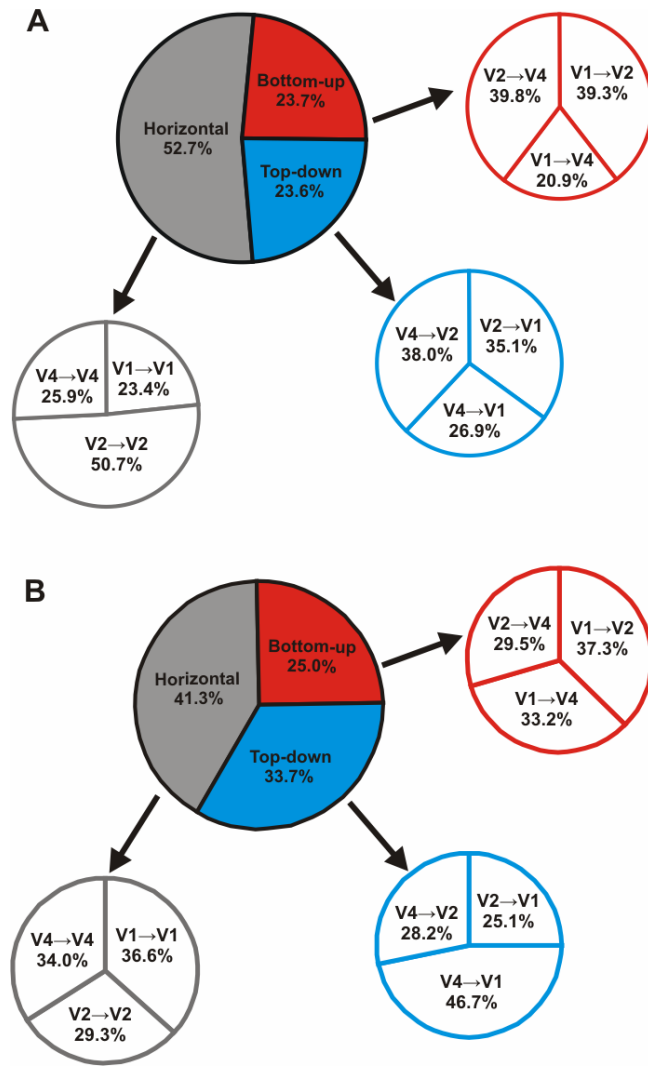 A
Bottom-up
23.7%
Horizontal
52.7%
Top-down
23.6%
V2→V4
39.8%
V1→V2
39.3%
V1→V4
20.9%
V4→V4
25.9%
V1→V1
23.4%
V2→V2
50.7%
V4→V2
38.0%
V2→V1
35.1%
V4→V1
26.9%
B
Bottom-up
25.0%
Horizontal
41.3%
Top-down
33.7%
V2→V4
29.5%
V1→V2
37.3%
V1→V4
33.2%
V4→V4
34.0%
V1→V1
36.6%
V2→V2
29.3%
V4→V2
28.2%
V2→V1
25.1%
V4→V1
46.7%